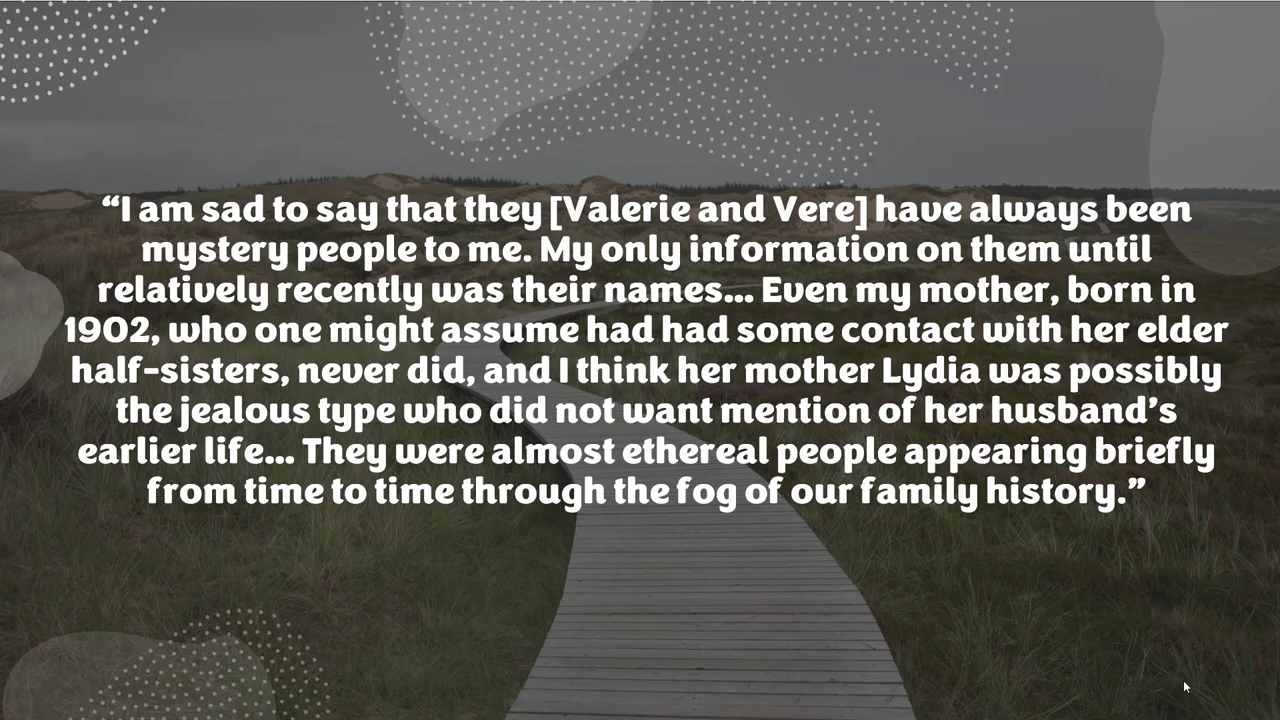 “I am sad to say that they [Valerie and Vere] have always been
mystery people to me. My only information on them until
relatively recently was their names... Even my mother, born in
1902, who one might assume had had some contact with her elder
half-sisters, never did, and I think her mother Lydia was possibly
the jealous type who did not want mention of her husband’s
earlier life... They were almost ethereal people appearing briefly
from time to time through the fog of our family history.”